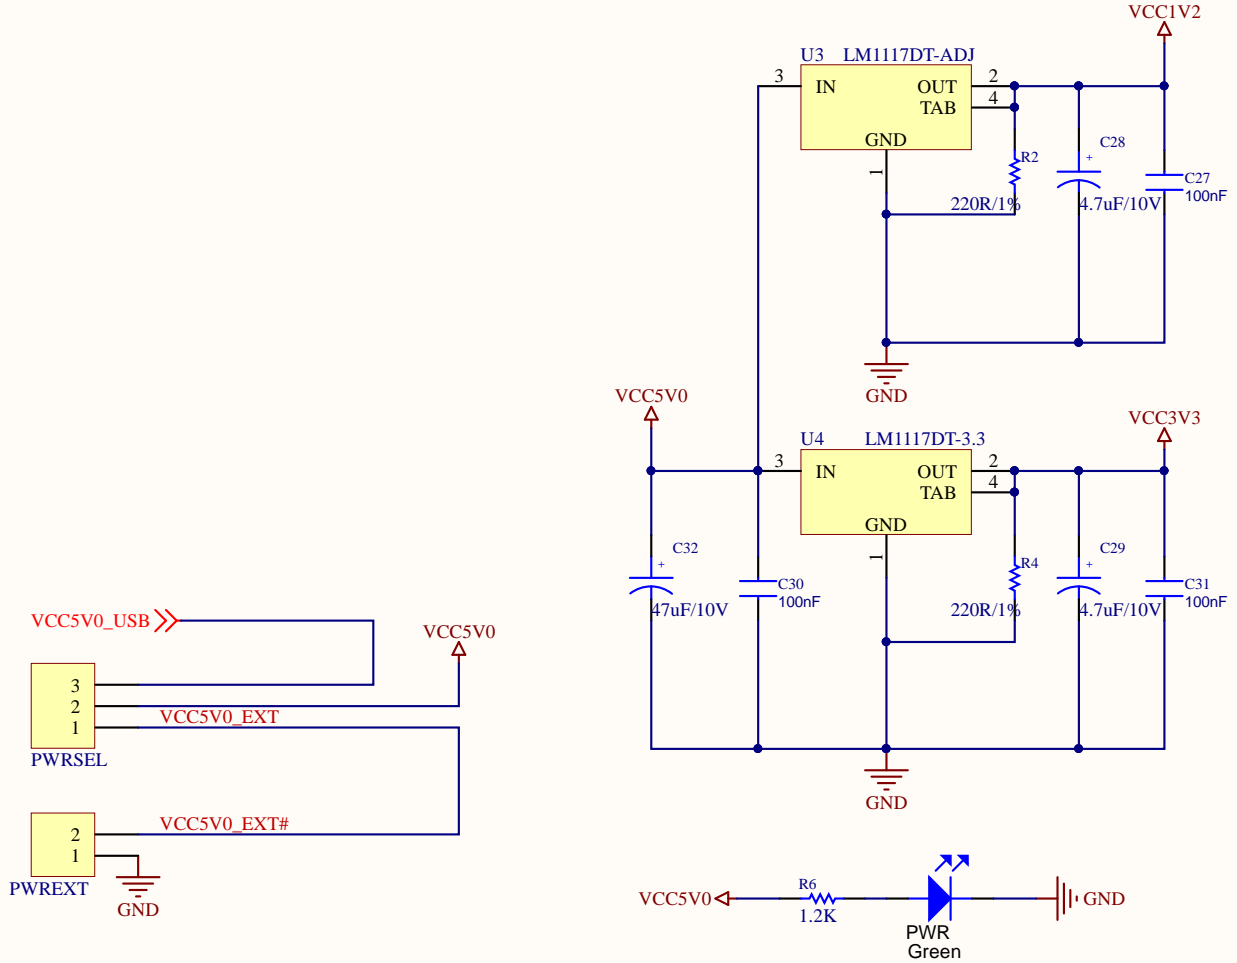 VCC1V2
U3 LM1117DT-ADJ
3 IN OUT 2
TAB 4
GND
1
R2
220R/1%
C28
+
4.7uF/10V
C27
100nF
GND
VCC5V0
VCC3V3
U4 LM1117DT-3.3
3 IN OUT 2
TAB 4
GND
1
C32
+
47uF/10V
C30
100nF
R4
220R/1%
C29
+
4.7uF/10V
C31
100nF
GND
VCC5V0_USB
VCC5V0
3
2
1
VCC5V0_EXT
PWRSEL
VCC5V0_EXT#
2
1
PWREXT
GND
VCC5V0
R6
1.2K
PWR
Green
GND